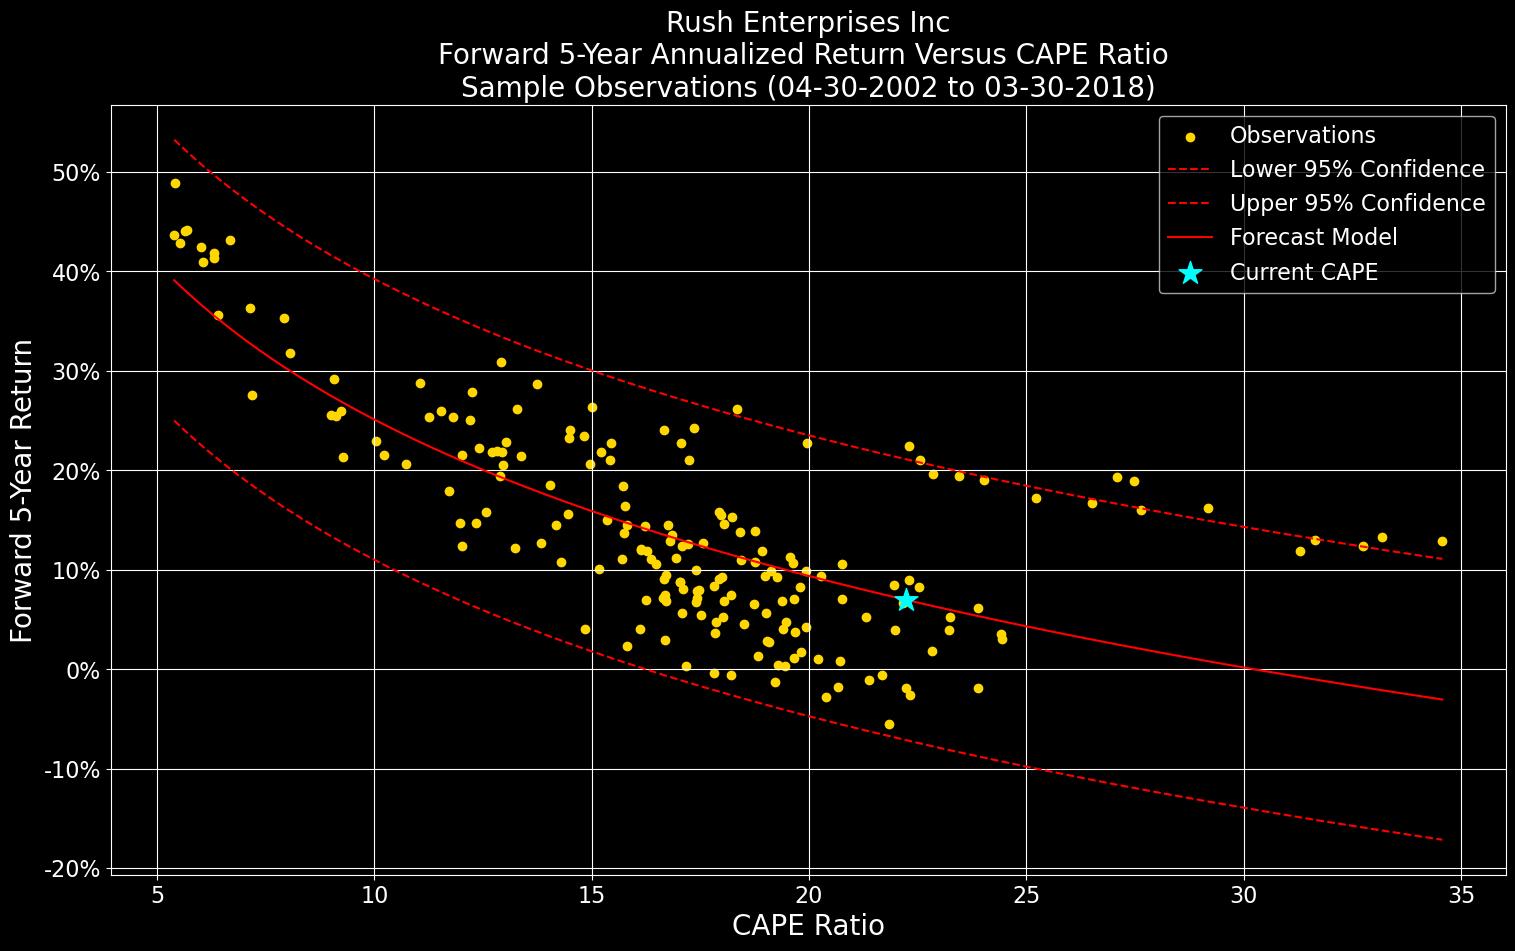 Rush Enterprises Inc
Forward 5-Year Annualized Return Versus CAPE Ratio
Sample Observations (04-30-2002 to 03-30-2018)
Observations
Lower 95% Confidence
Upper 95% Confidence
Forecast Model
Current CAPE
Forward 5-Year Return
50%
40%
30%
20%
10%
0%
-10%
-20%
5 10 15 20 25 30 35
CAPE Ratio